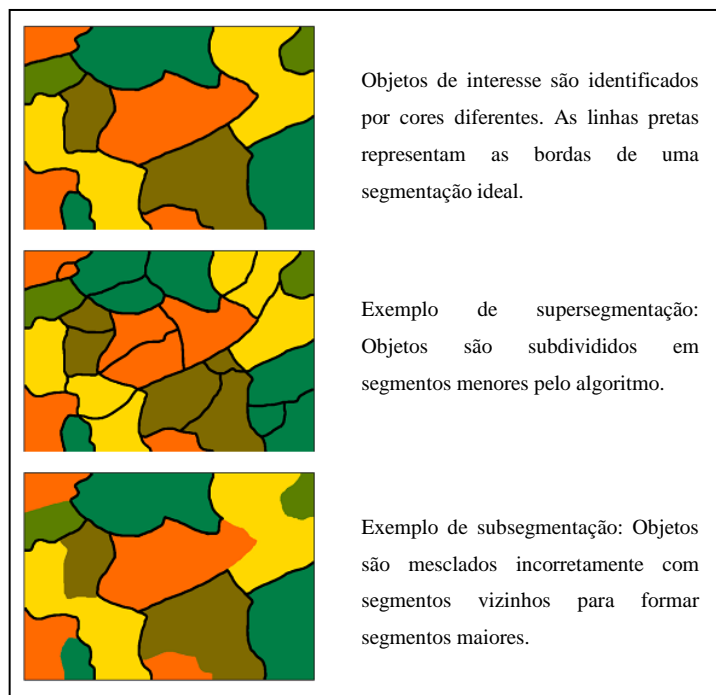 Objetos de interesse são identificados
por cores diferentes. As linhas pretas
representam as bordas de uma
segmentação ideal.
Exemplo de supersegmentação:
Objetos são subdivididos em
segmentos menores pelo algoritmo.
Exemplo de subsegmentação: Objetos
são mesclados incorretamente com
segmentos vizinhos para formar
segmentos maiores.